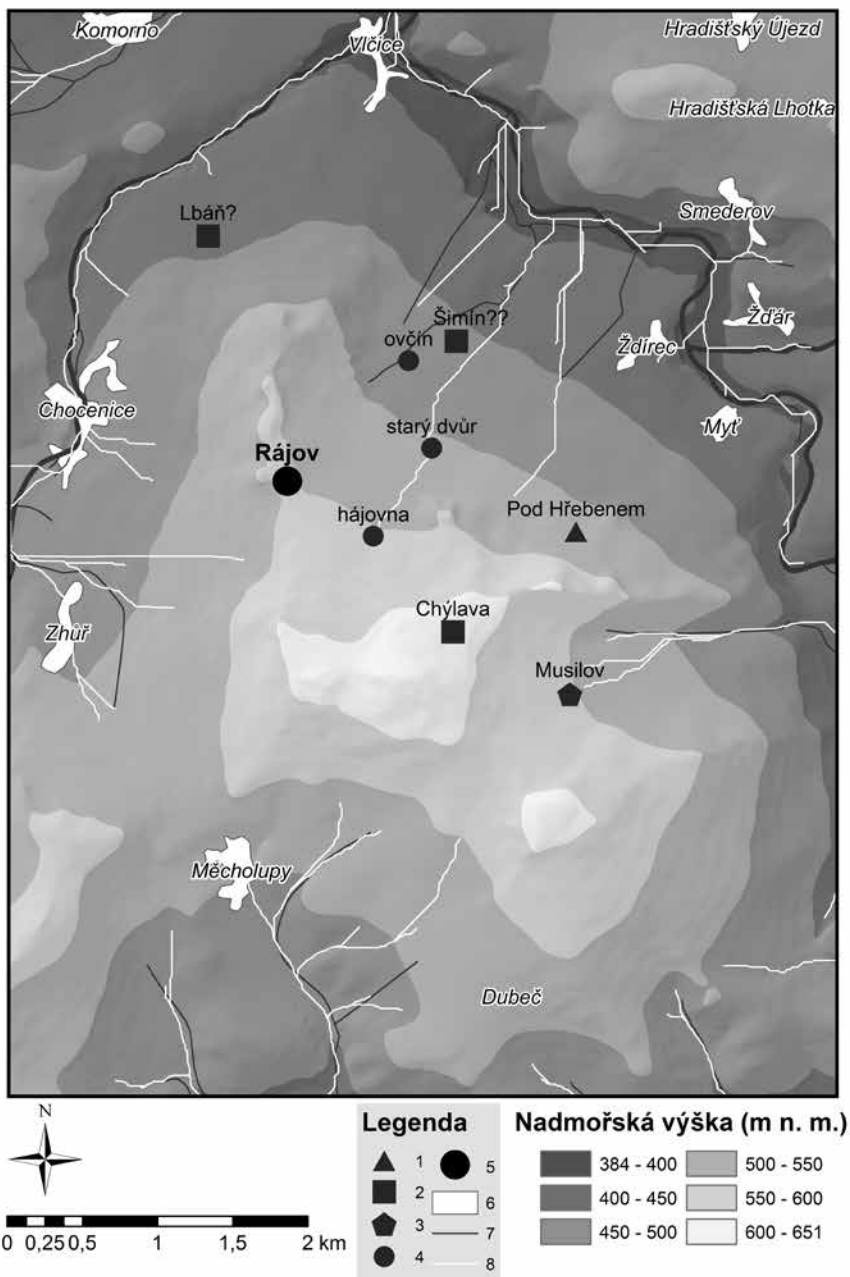 Komorno
Vlčice
Hradišťský Újezd
Hradišťská Lhotka
Lbáň?
Smederov
Šimín??
ovčín
Ždírec
Žďár
Chocenice
starý dvůr
Myť
Rájov
hájovna
Pod Hřebenem
Chýlava
Zhůř
Musilov
Měcholupy
Dubeč
N
0 0,25 0,5 1 1,5 2 km
Legenda
1 5
2 6
3 7
4 8
Nadmořská výška (m n. m.)
384 - 400 500 - 550
400 - 450 550 - 600
450 - 500 600 - 651